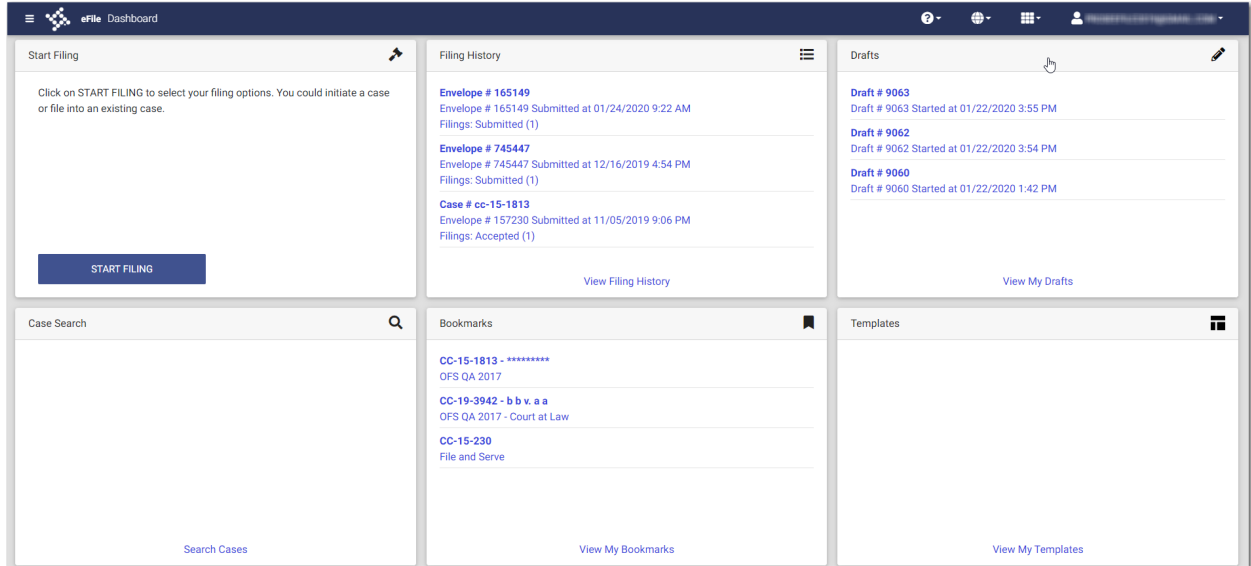 eFile Dashboard
Start Filing
Click on START FILING to select your filing options. You could initiate a case
or file into an existing case.
START FILING
Filing History
Envelope # 165149
Envelope # 165149 Submitted at 01/24/2020 9:22 AM
Filings: Submitted (1)
Envelope # 745447
Envelope # 745447 Submitted at 12/16/2019 4:54 PM
Filings: Submitted (1)
Case # cc-15-1813
Envelope # 157230 Submitted at 11/05/2019 9:06 PM
Filings: Accepted (1)
View Filing History
Drafts
Draft # 9063
Draft # 9063 Started at 01/22/2020 3:55 PM
Draft # 9062
Draft # 9062 Started at 01/22/2020 3:54 PM
Draft # 9060
Draft # 9060 Started at 01/22/2020 1:42 PM
View My Drafts
Case Search
Search Cases
Bookmarks
CC-15-1813 - *********
OFS QA 2017
CC-19-3942 - b b v. a a
OFS QA 2017 - Court at Law
CC-15-230
File and Serve
View My Bookmarks
Templates
View My Templates